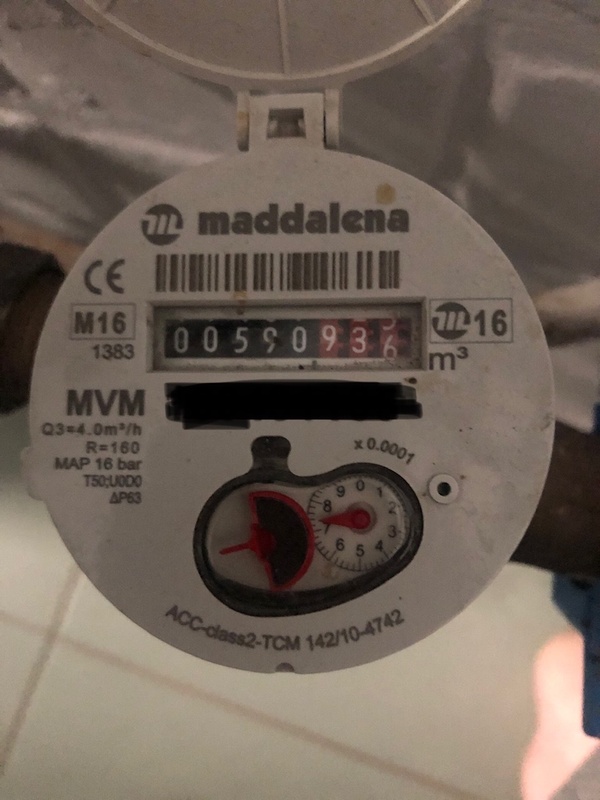 maddalena
CE
M16
1383
00590936
m³
16
MVM
Q3=4.0m³/h
R=160
MAP 16 bar
T50;U0D0
ΔP63
x 0.0001
9 0 1 2 3 4 5 6 7 8
ACC-class2-TCM 142/10-4742